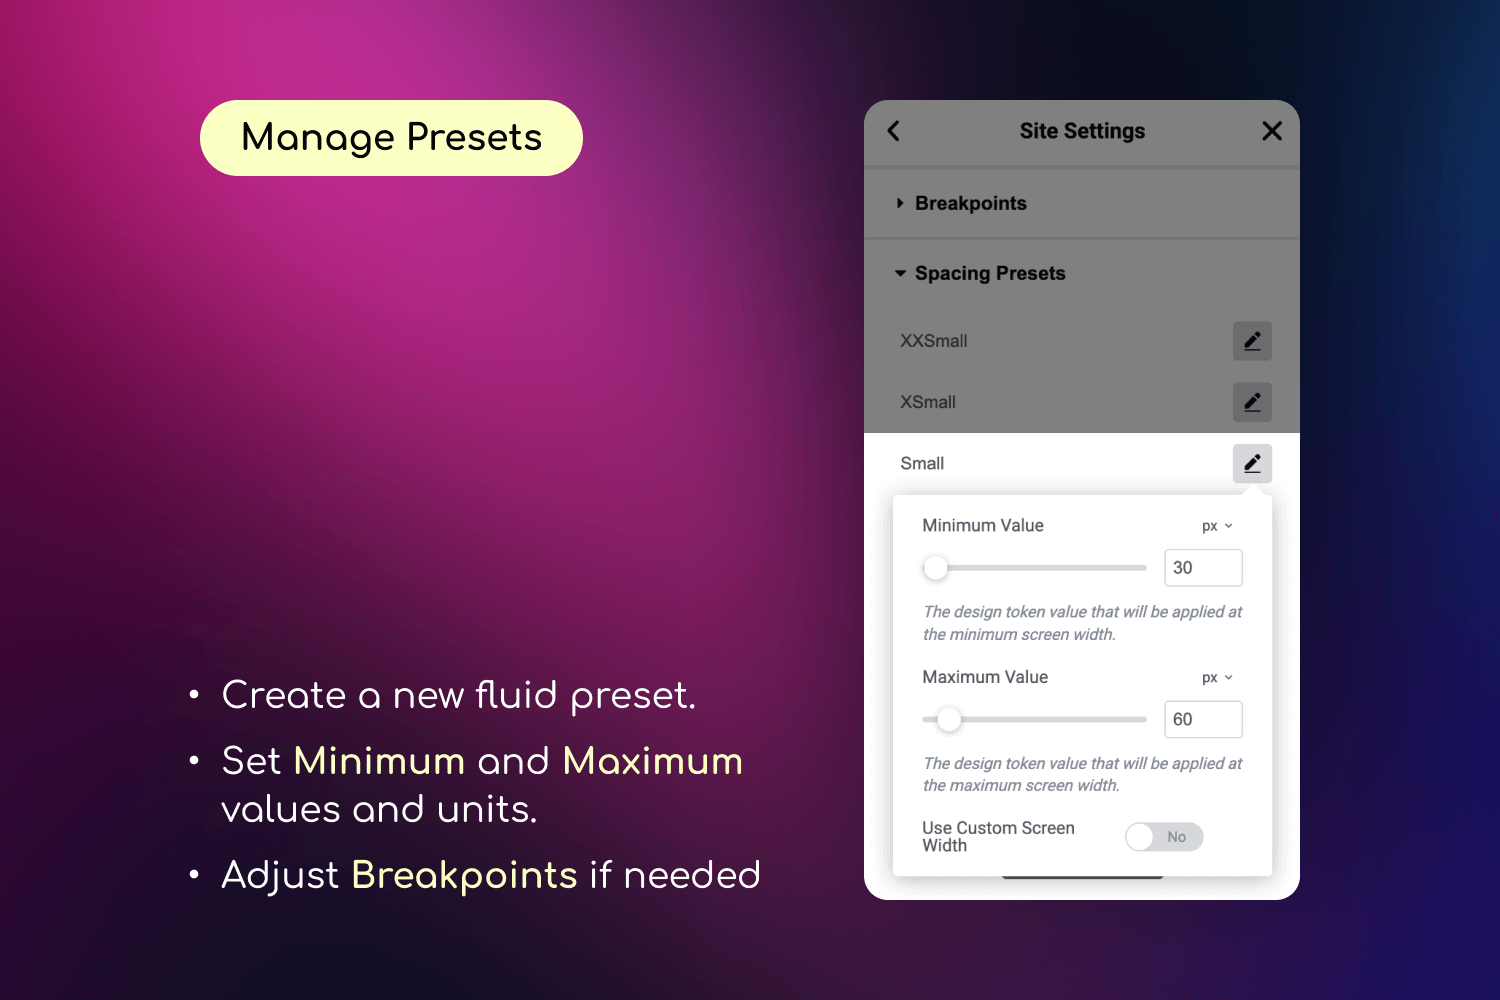 Manage Presets
• Create a new fluid preset.
• Set Minimum and Maximum
values and units.
• Adjust Breakpoints if needed
Site Settings
Breakpoints
Spacing Presets
XXSmall
XSmall
Small
Minimum Value px
30
The design token value that will be applied at
the minimum screen width.
Maximum Value px
60
The design token value that will be applied at
the maximum screen width.
Use Custom Screen
Width
No